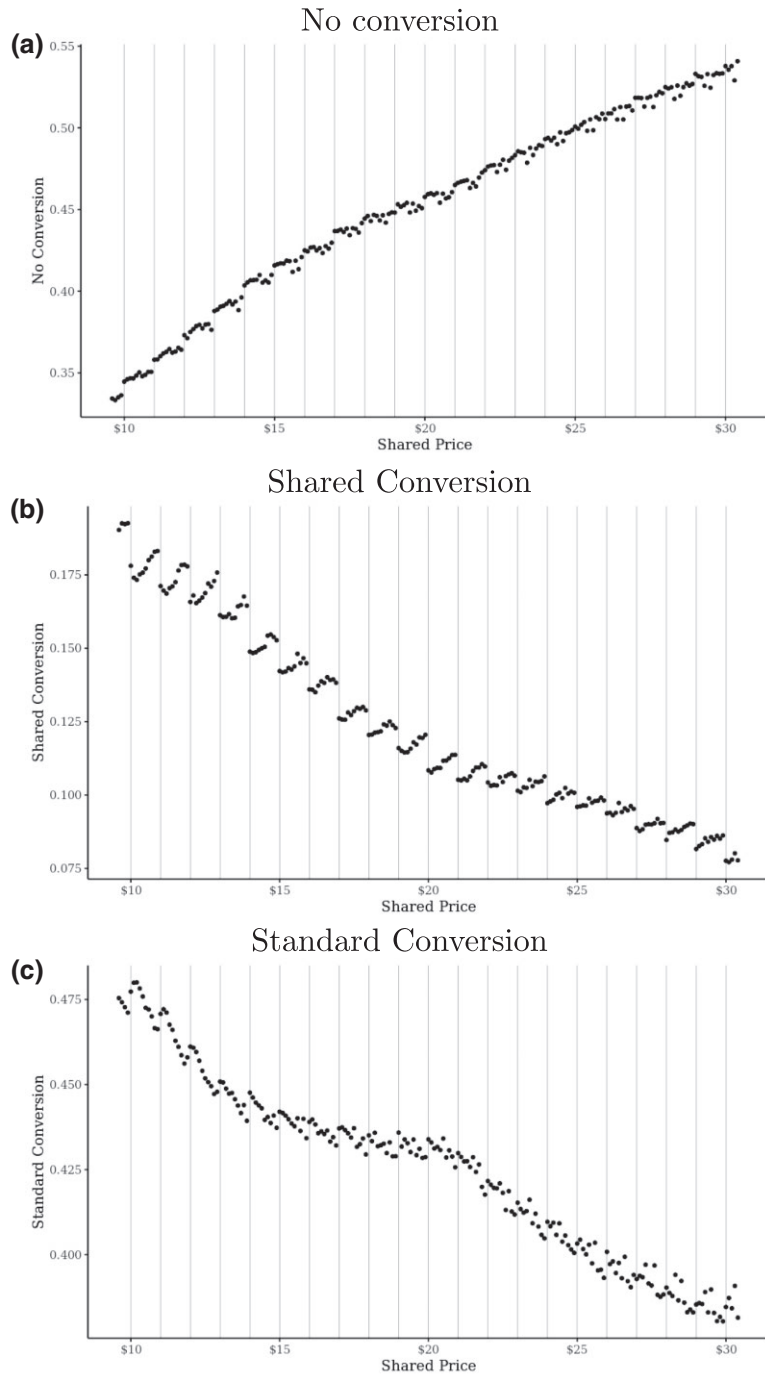 (a)
No conversion
0.55
0.50
0.45
0.40
0.35
No Conversion
$10 $15 $20 $25 $30
Shared Price
(b)
Shared Conversion
0.175
0.150
0.125
0.100
0.075
Shared Conversion
$10 $15 $20 $25 $30
Shared Price
(c)
Standard Conversion
0.475
0.450
0.425
0.400
Standard Conversion
$10 $15 $20 $25 $30
Shared Price